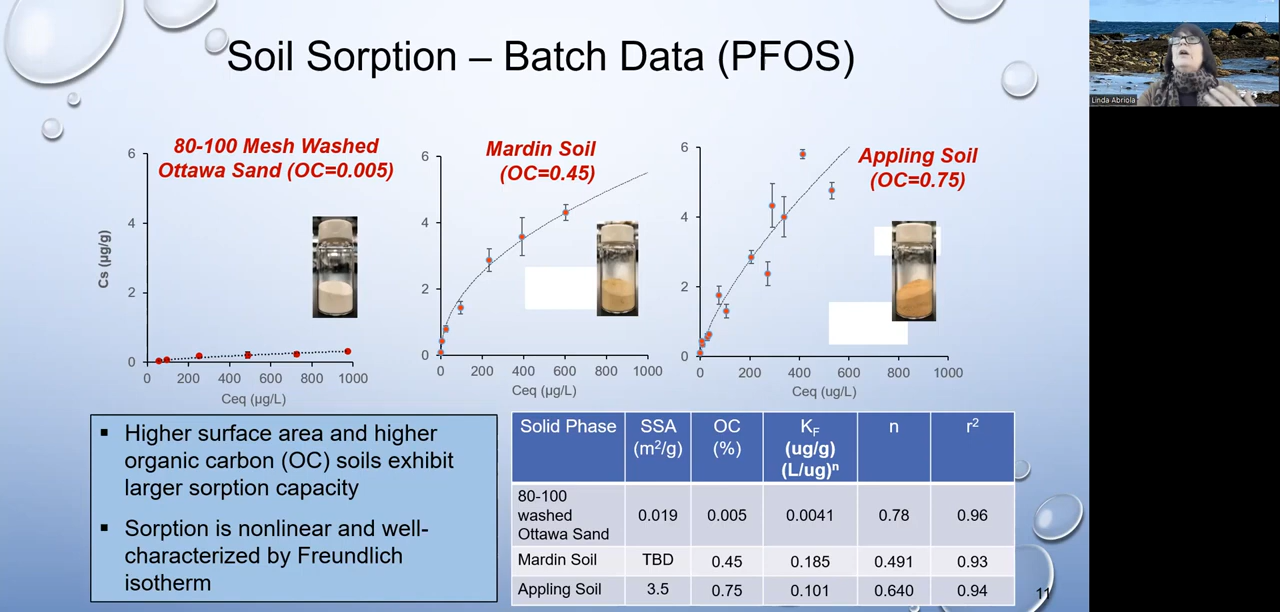 Soil Sorption – Batch Data (PFOS)
Linda Abriola
80-100 Mesh Washed
Ottawa Sand (OC=0.005)
Cs (µg/g)
6
4
2
0
0 200 400 600 800 1000
Ceq (µg/L)
Mardin Soil
(OC=0.45)
6
4
2
0
0 200 400 600 800 1000
Ceq (µg/L)
Appling Soil
(OC=0.75)
6
4
2
0
0 200 400 600 800 1000
Ceq (ug/L)
▪ Higher surface area and higher
organic carbon (OC) soils exhibit
larger sorption capacity
▪ Sorption is nonlinear and well-
characterized by Freundlich
isotherm
Solid Phase SSA (m²/g) OC (%) K_F (ug/g) (L/ug)ⁿ n r²
80-100 washed Ottawa Sand 0.019 0.005 0.0041 0.78 0.96
Mardin Soil TBD 0.45 0.185 0.491 0.93
Appling Soil 3.5 0.75 0.101 0.640 0.94
11